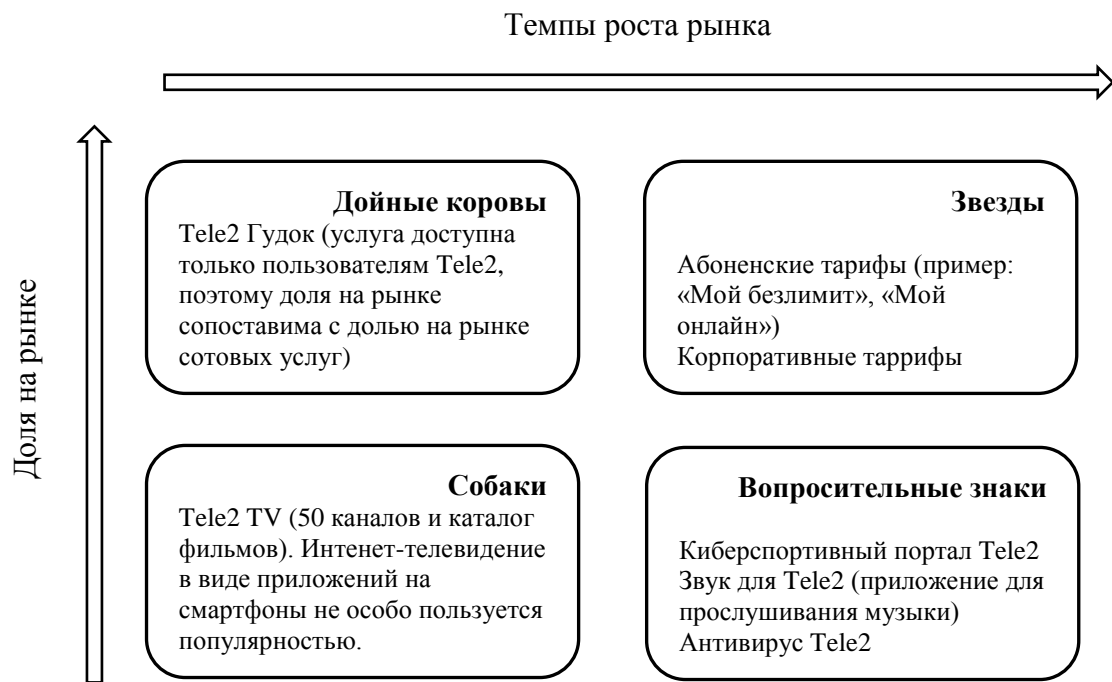 Темпы роста рынка
Доля на рынке
Дойные коровы
Tele2 Гудок (услуга доступна
только пользователям Tele2,
поэтому доля на рынке
сопоставима с долью на рынке
сотовых услуг)
Звезды
Абоненские тарифы (пример:
«Мой безлимит», «Мой
онлайн»)
Корпоративные таррифы
Собаки
Tele2 TV (50 каналов и каталог
фильмов). Интенет-телевидение
в виде приложений на
смартфоны не особо пользуется
популярностью.
Вопросительные знаки
Киберспортивный портал Tele2
Звук для Tele2 (приложение для
прослушивания музыки)
Антивирус Tele2